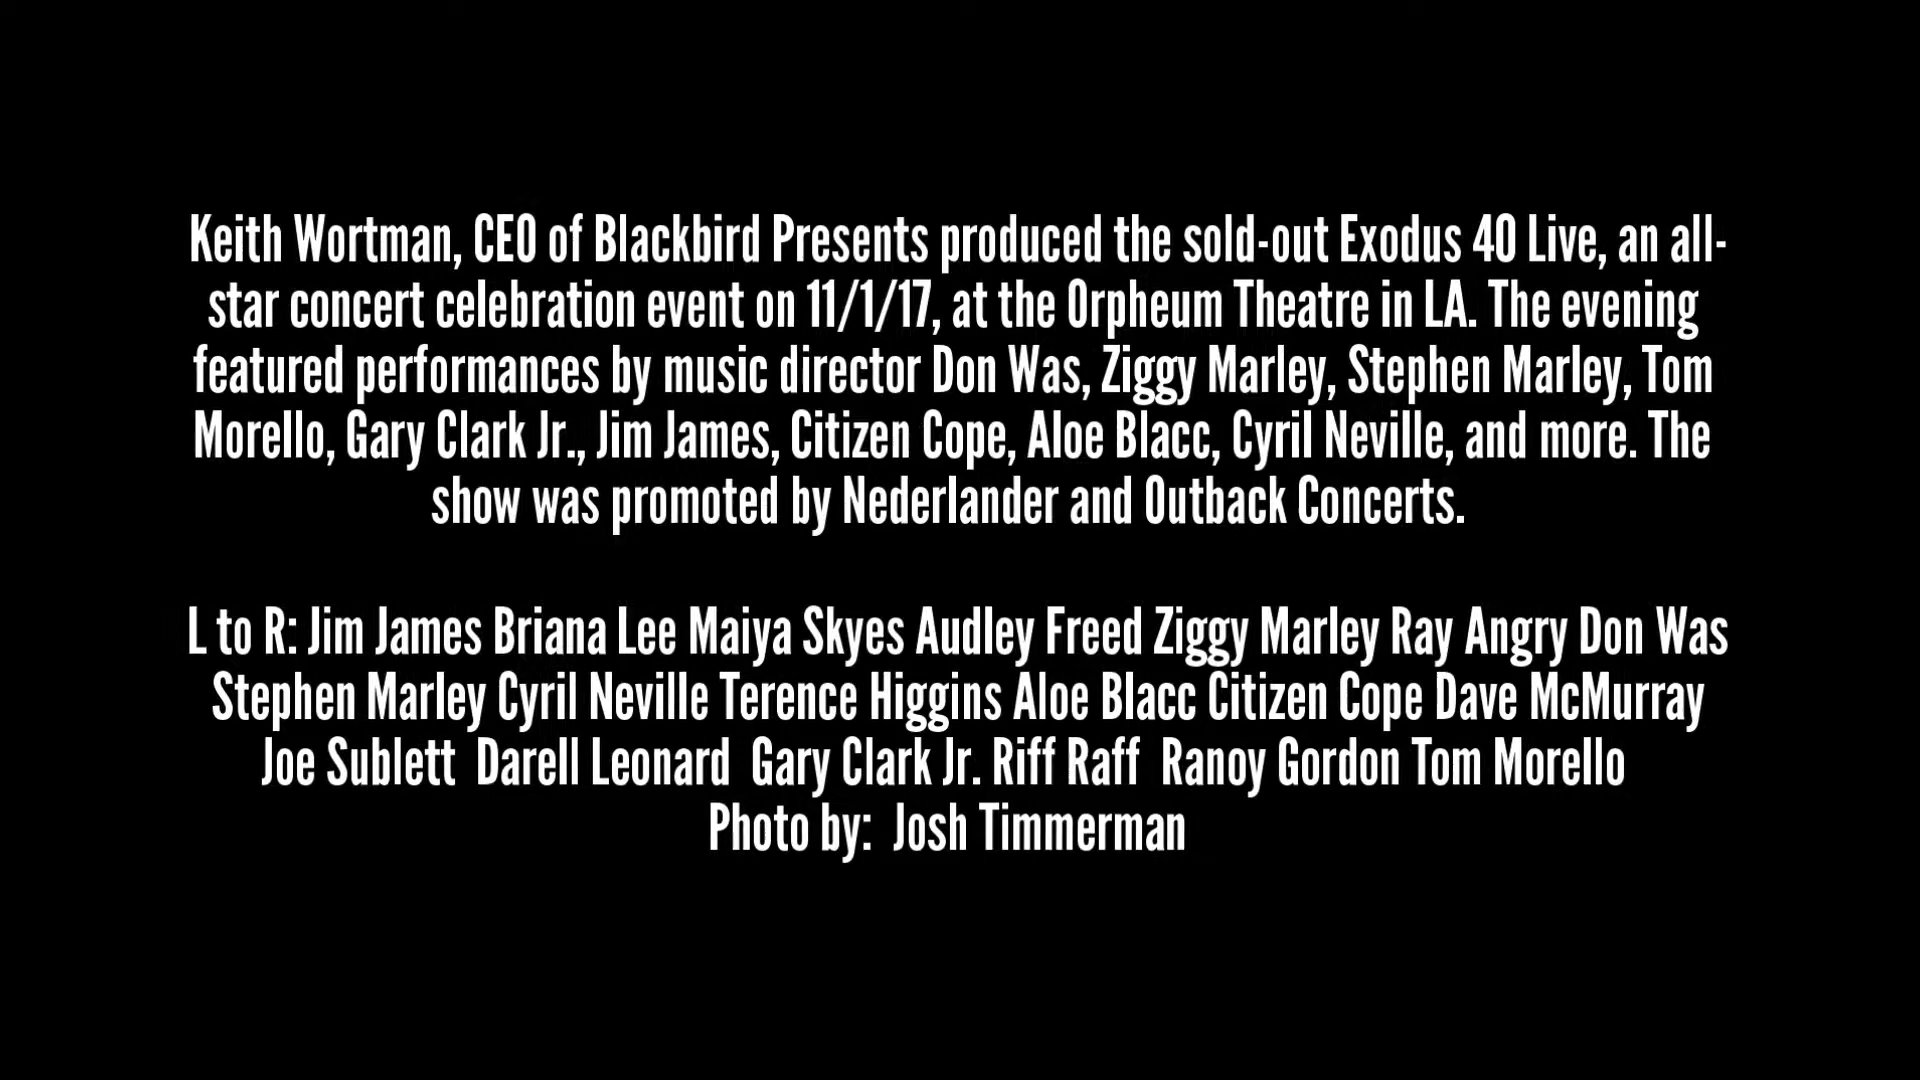 Keith Wortman, CEO of Blackbird Presents produced the sold-out Exodus 40 Live, an all-
star concert celebration event on 11/1/17, at the Orpheum Theatre in LA. The evening
featured performances by music director Don Was, Ziggy Marley, Stephen Marley, Tom
Morello, Gary Clark Jr., Jim James, Citizen Cope, Aloe Blacc, Cyril Neville, and more. The
show was promoted by Nederlander and Outback Concerts.
L to R: Jim James Briana Lee Maiya Skyes Audley Freed Ziggy Marley Ray Angry Don Was
Stephen Marley Cyril Neville Terence Higgins Aloe Blacc Citizen Cope Dave McMurray
Joe Sublett  Darell Leonard  Gary Clark Jr. Riff Raff  Ranoy Gordon Tom Morello
Photo by:  Josh Timmerman